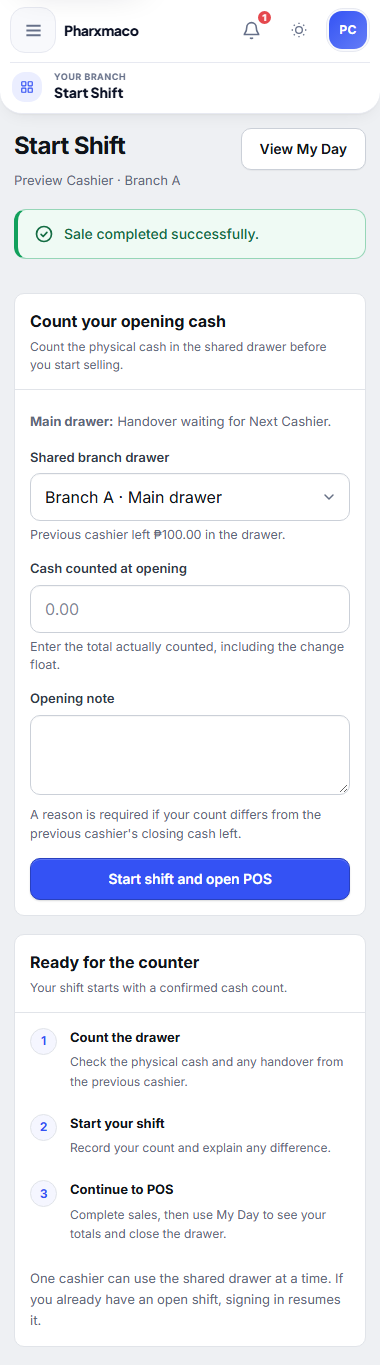 Pharxmaco
1
PC
YOUR BRANCH
Start Shift
Start Shift
View My Day
Preview Cashier · Branch A
Sale completed successfully.
Count your opening cash
Count the physical cash in the shared drawer before
you start selling.
Main drawer: Handover waiting for Next Cashier.
Shared branch drawer
Branch A · Main drawer
Previous cashier left ₱100.00 in the drawer.
Cash counted at opening
0.00
Enter the total actually counted, including the change
float.
Opening note
A reason is required if your count differs from the
previous cashier's closing cash left.
Start shift and open POS
Ready for the counter
Your shift starts with a confirmed cash count.
1
Count the drawer
Check the physical cash and any handover from
the previous cashier.
2
Start your shift
Record your count and explain any difference.
3
Continue to POS
Complete sales, then use My Day to see your
totals and close the drawer.
One cashier can use the shared drawer at a time. If
you already have an open shift, signing in resumes
it.